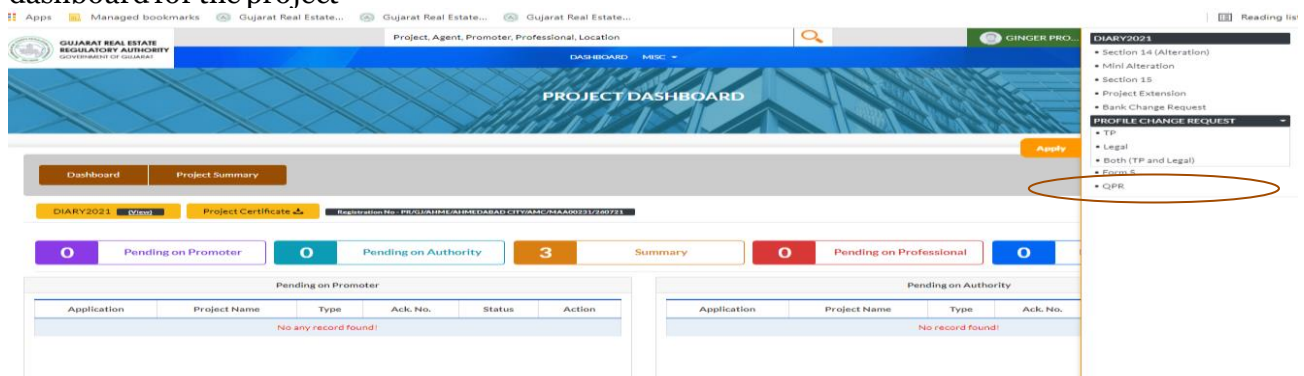 dashboard for the project
Apps Managed bookmarks Gujarat Real Estate... Gujarat Real Estate... Gujarat Real Estate... Reading list
GUJARAT REAL ESTATE
REGULATORY AUTHORITY
GOVERNMENT OF GUJARAT
Project, Agent, Promoter, Professional, Location
GINGER PRO...
DASHBOARD MISC
PROJECT DASHBOARD
Apply
DIARY2021
• Section 14 (Alteration)
• Mini Alteration
• Section 15
• Project Extension
• Bank Change Request
PROFILE CHANGE REQUEST
• TP
• Legal
• Both (TP and Legal)
• Form 5
• QPR
Dashboard Project Summary
DIARY2021 (View) Project Certificate Registration No - PR/GJ/AHMEDABAD/AHMEDABAD CITY/AMC/MAA00231/260721
0 Pending on Promoter 0 Pending on Authority 3 Summary 0 Pending on Professional 0
Pending on Promoter
Application Project Name Type Ack. No. Status Action
No any record found!
Pending on Authority
Application Project Name Type Ack. No.
No record found!